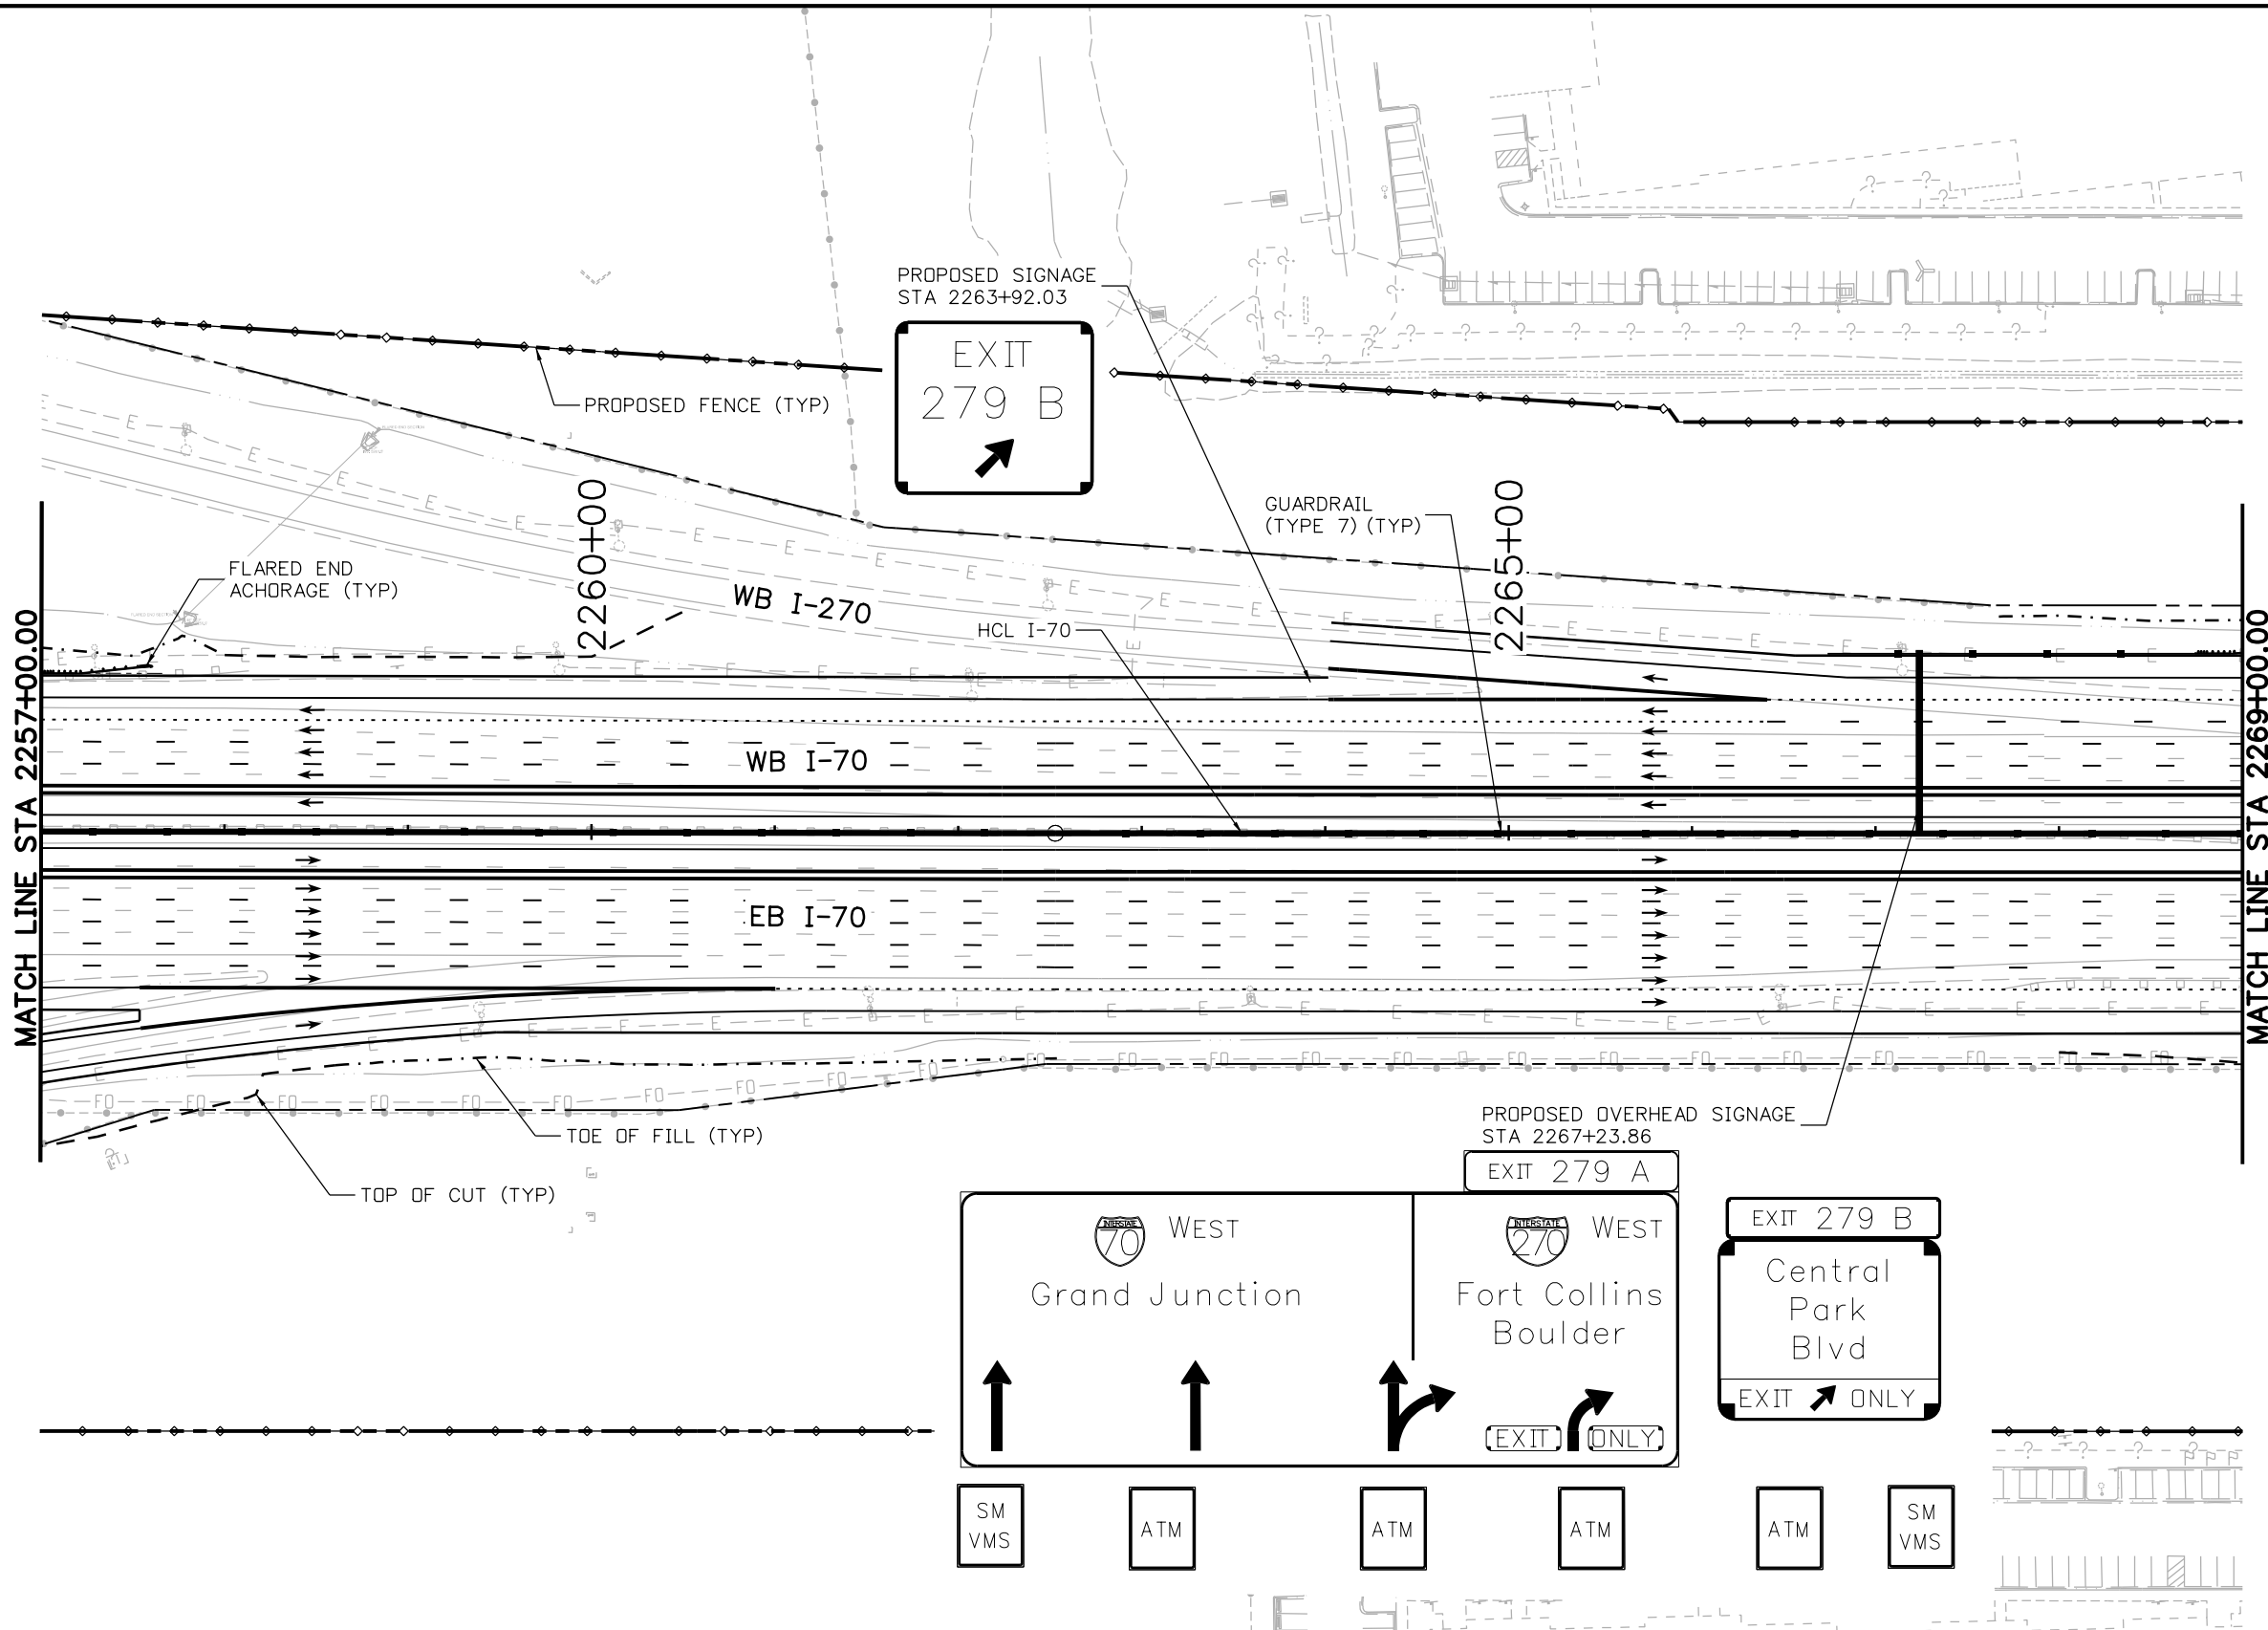 PROPOSED SIGNAGE
STA 2263+92.03
EXIT
279 B
PROPOSED FENCE (TYP)
GUARDRAIL
(TYPE 7) (TYP)
2260+00
2265+00
FLARED END
ACHORAGE (TYP)
WB I-270
HCL I-70
MATCH LINE STA 2257+00.00
MATCH LINE STA 2269+00.00
WB I-70
EB I-70
TOE OF FILL (TYP)
TOP OF CUT (TYP)
PROPOSED OVERHEAD SIGNAGE
STA 2267+23.86
EXIT 279 A
INTERSTATE
70
WEST
Grand Junction
INTERSTATE
270
WEST
Fort Collins
Boulder
EXIT ONLY
EXIT 279 B
Central
Park
Blvd
EXIT ONLY
SM
VMS
ATM
ATM
ATM
ATM
SM
VMS